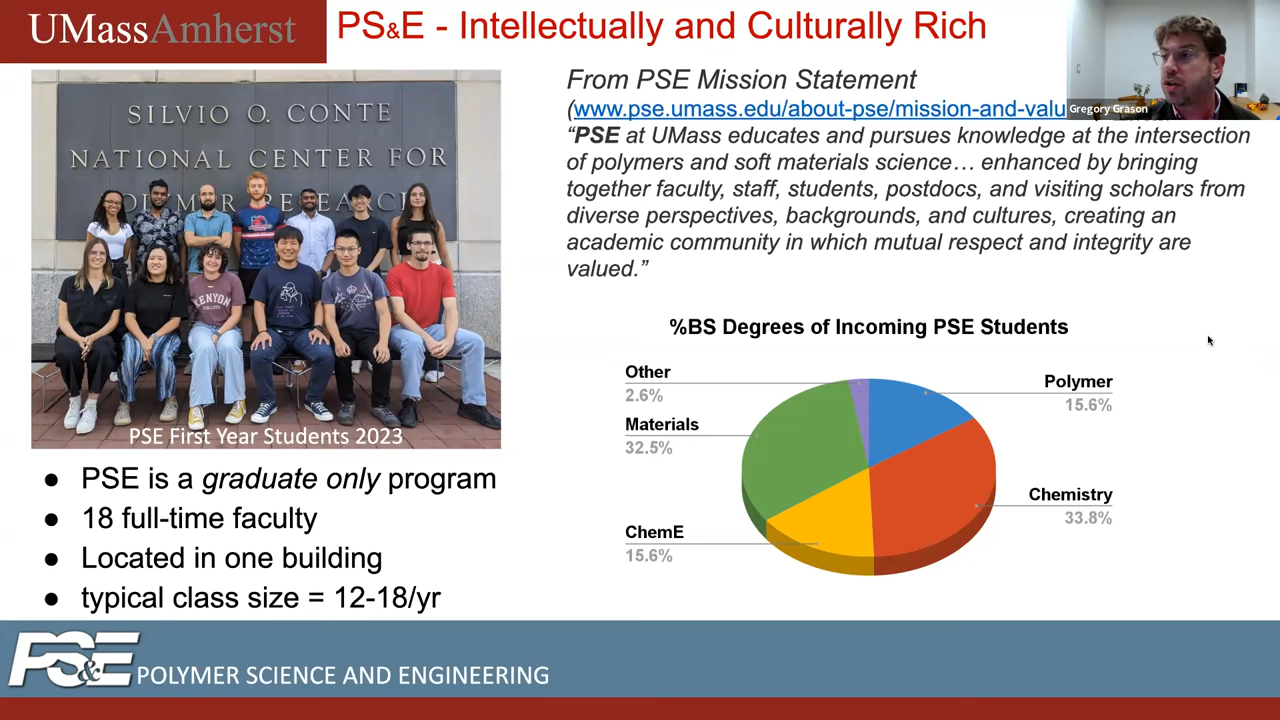 UMassAmherst
PS&E - Intellectually and Culturally Rich
SILVIO O. CONTE
NATIONAL CENTER FOR
POLYMER RESEARCH
KENYON
COLLEGE
PSE First Year Students 2023
● PSE is a graduate only program
● 18 full-time faculty
● Located in one building
● typical class size = 12-18/yr
From PSE Mission Statement
(www.pse.umass.edu/about-pse/mission-and-valu
Gregory Grason
“PSE at UMass educates and pursues knowledge at the intersection
of polymers and soft materials science… enhanced by bringing
together faculty, staff, students, postdocs, and visiting scholars from
diverse perspectives, backgrounds, and cultures, creating an
academic community in which mutual respect and integrity are
valued.”
%BS Degrees of Incoming PSE Students
Other
2.6%
Materials
32.5%
ChemE
15.6%
Polymer
15.6%
Chemistry
33.8%
PS&E POLYMER SCIENCE AND ENGINEERING